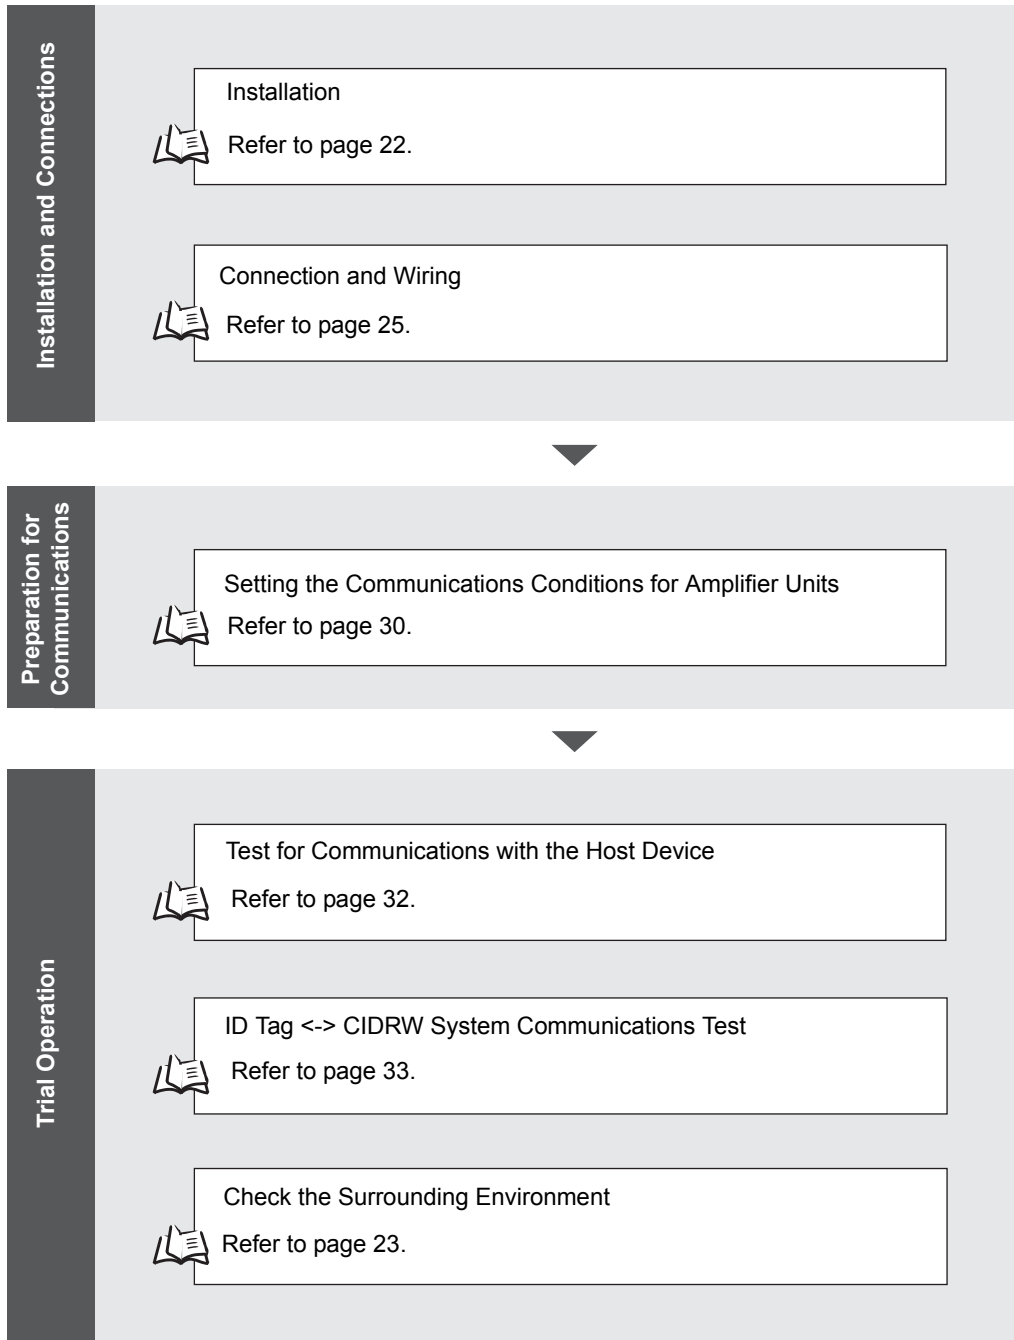 Installation and Connections
Installation
Refer to page 22.
Connection and Wiring
Refer to page 25.
Preparation for
Communications
Setting the Communications Conditions for Amplifier Units
Refer to page 30.
Trial Operation
Test for Communications with the Host Device
Refer to page 32.
ID Tag <-> CIDRW System Communications Test
Refer to page 33.
Check the Surrounding Environment
Refer to page 23.